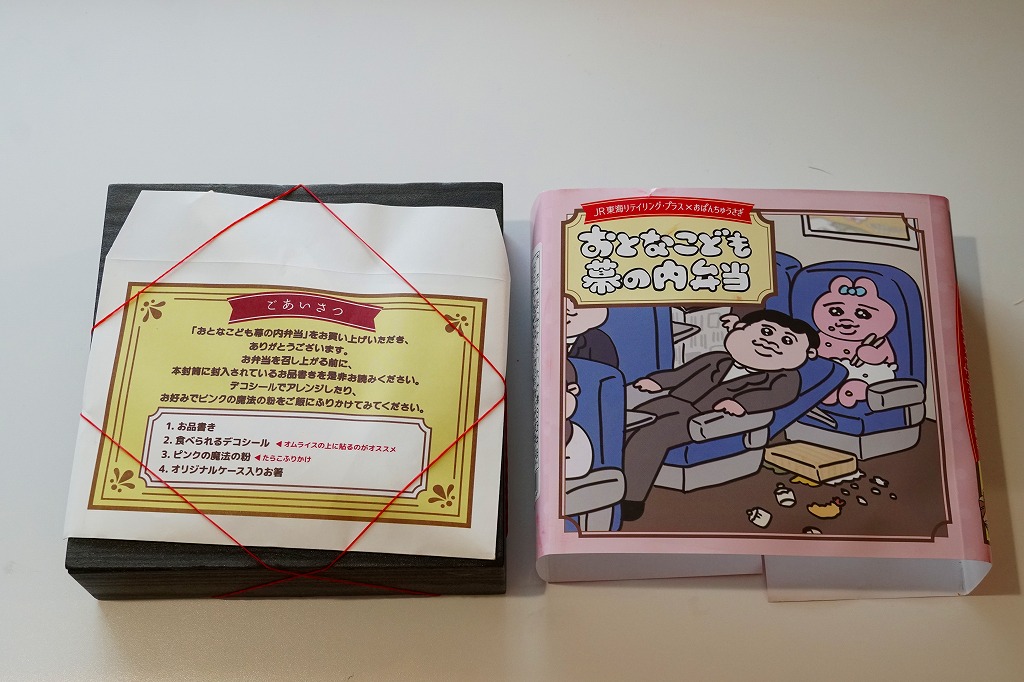 ごあいさつ
「おとなこども幕の内弁当」をお買い上げいただき、
ありがとうございます。
お弁当を召し上がる前に、
本封筒に封入されているお品書きを是非お読みください。
デコシールでアレンジしたり、
お好みでピンクの魔法の粉をご飯にふりかけてみてください。
1. お品書き
2. 食べられるデコシール ◀オムライスの上に貼るのがオススメ
3. ピンクの魔法の粉 ◀たらこふりかけ
4. オリジナルケース入りお箸
JR東海リテイリング・プラス×おぱんちゅうさぎ
おとなこども
幕の内弁当